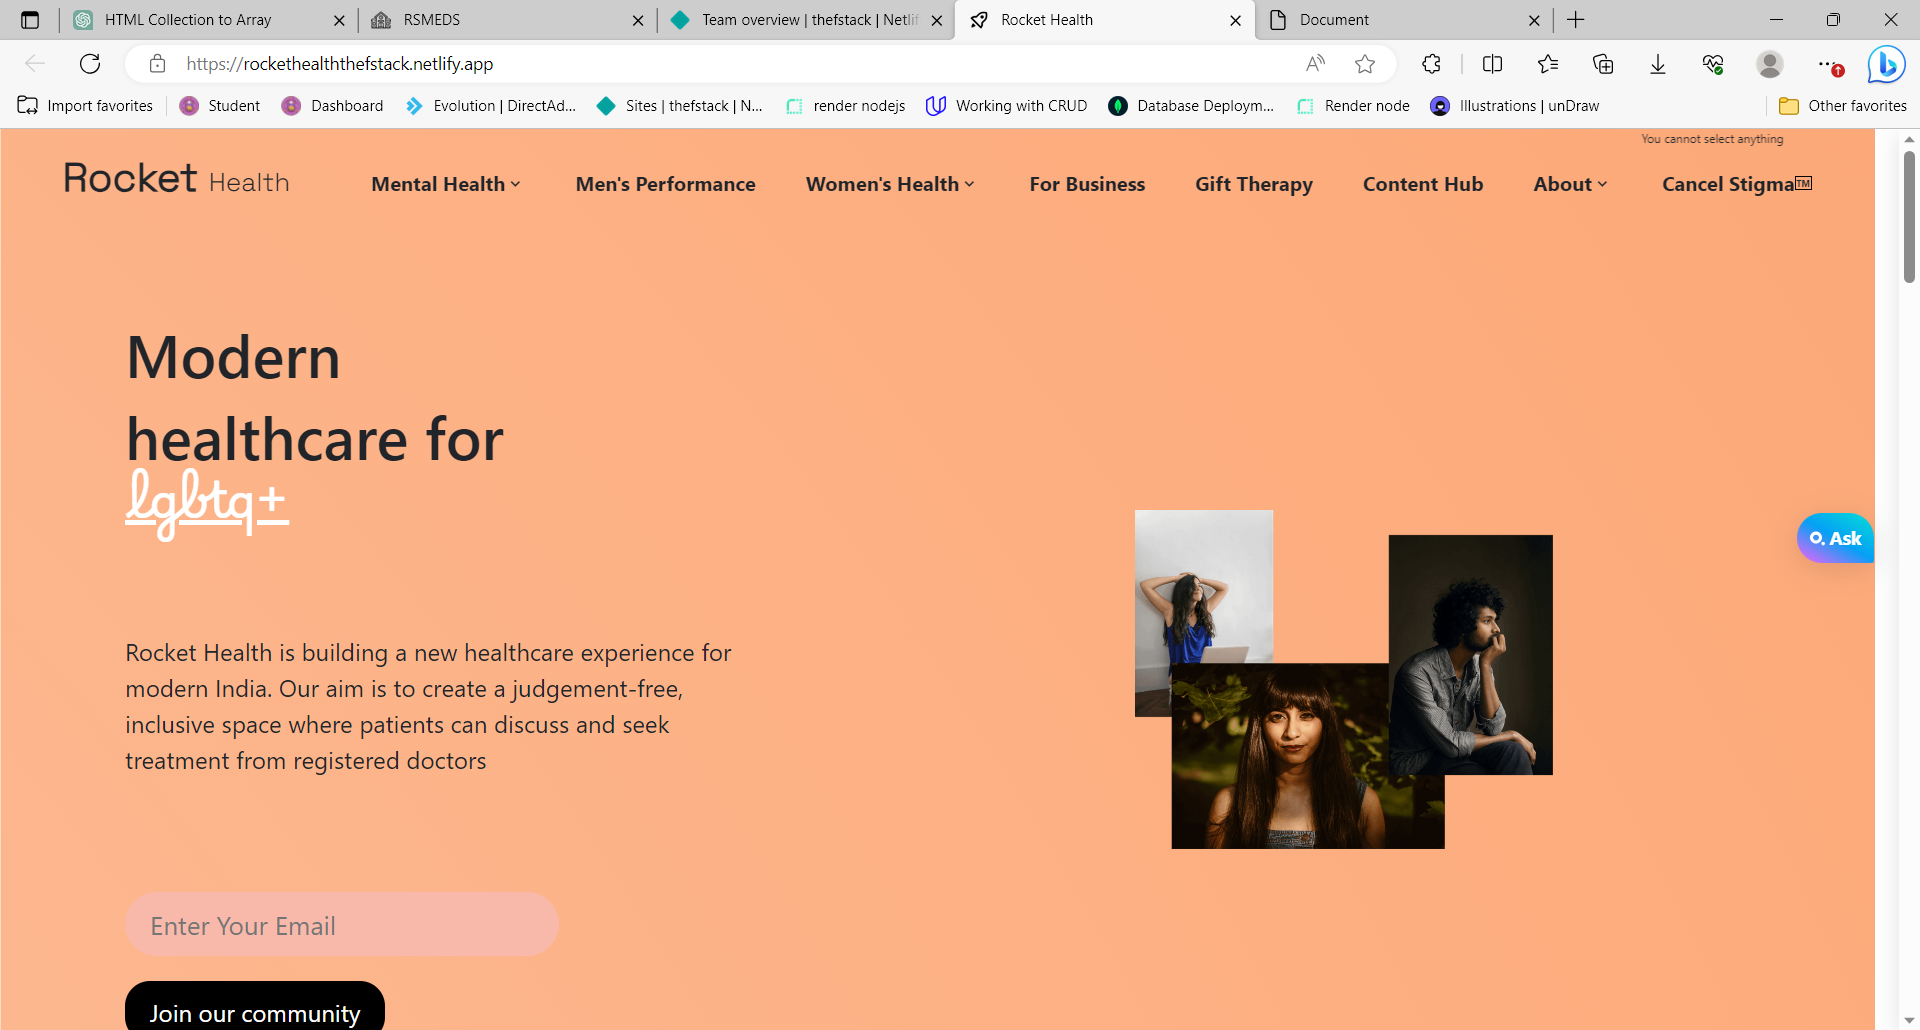 HTML Collection to Array
RSMEDS
Team overview | thefstack | Netlif
Rocket Health
Document
https://rockethealththefstack.netlify.app
Import favorites
Student
Dashboard
Evolution | DirectAd...
Sites | thefstack | N...
render nodejs
Working with CRUD
Database Deploym...
Render node
Illustrations | unDraw
Other favorites
You cannot select anything
Rocket Health
Mental Health
Men's Performance
Women's Health
For Business
Gift Therapy
Content Hub
About
Cancel Stigma™
Modern
healthcare for
lgbtq+
Rocket Health is building a new healthcare experience for
modern India. Our aim is to create a judgement-free,
inclusive space where patients can discuss and seek
treatment from registered doctors
Ask
Enter Your Email
Join our community